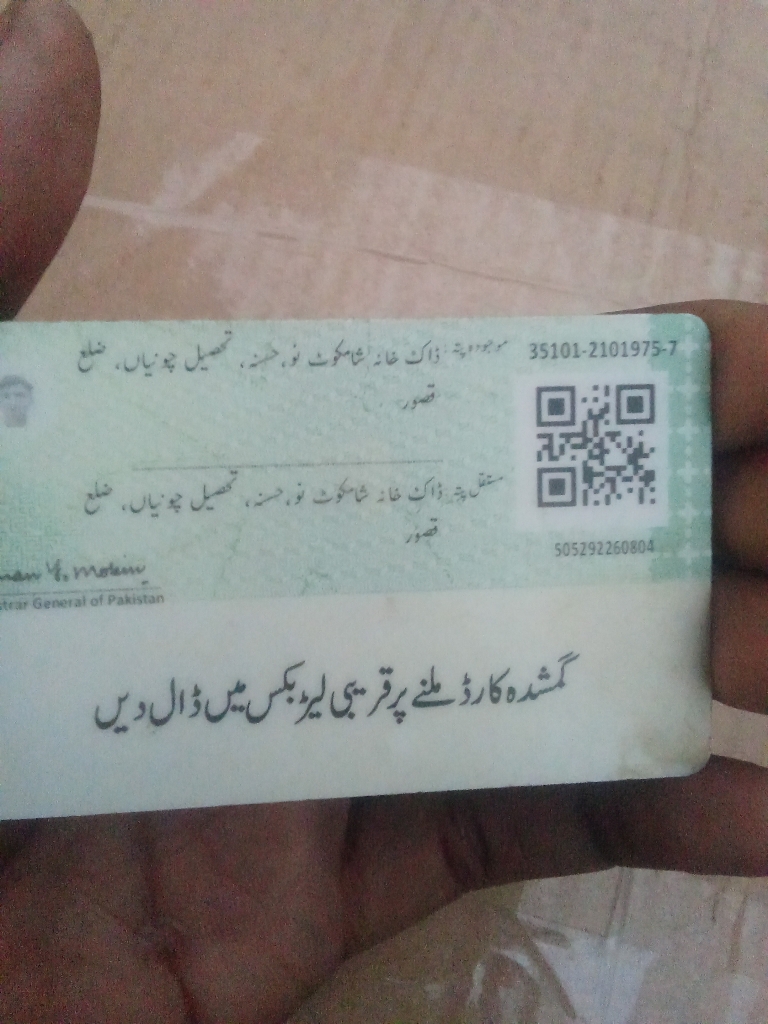 35101-2101975-7
موجودہ پتہ: ڈاک خانہ شامکوٹ نو، حسنہ، تحصیل چونیاں، ضلع
قصور
مستقل پتہ: ڈاک خانہ شامکوٹ نو، حسنہ، تحصیل چونیاں، ضلع
قصور
505292260804
strar General of Pakistan
گمشدہ کارڈ ملنے پر قریبی لیٹر بکس میں ڈال دیں